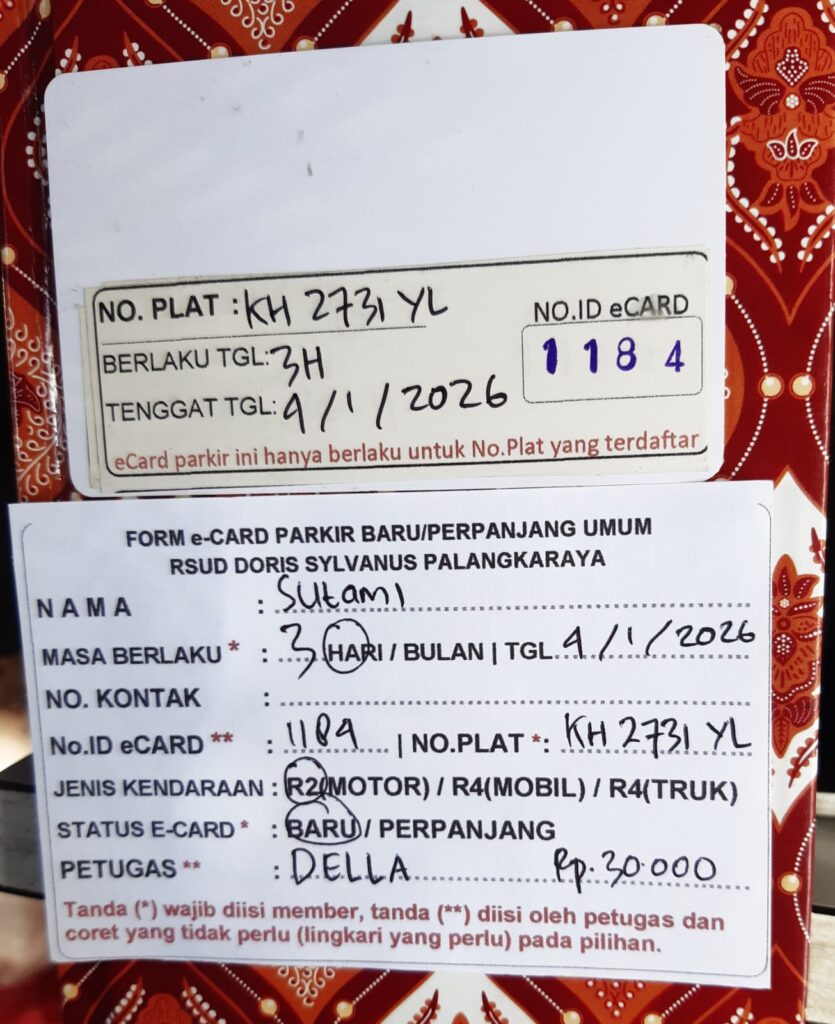 NO. PLAT : KH 2731 YL
NO.ID eCARD
1184
BERLAKU TGL: 3H
TENGGAT TGL: 9/1/2026
eCard parkir ini hanya berlaku untuk No.Plat yang terdaftar
FORM e-CARD PARKIR BARU/PERPANJANG UMUM
RSUD DORIS SYLVANUS PALANGKARAYA
NAMA : Sutami
MASA BERLAKU * : 3 HARI / BULAN | TGL 9/1/2026
NO. KONTAK :
No.ID eCARD ** : 1184 | NO.PLAT *: KH 2731 YL
JENIS KENDARAAN : R2(MOTOR) / R4(MOBIL) / R4(TRUK)
STATUS E-CARD * : BARU / PERPANJANG
PETUGAS ** : DELLA Rp. 30.000
Tanda (*) wajib diisi member, tanda (**) diisi oleh petugas dan
coret yang tidak perlu (lingkari yang perlu) pada pilihan.